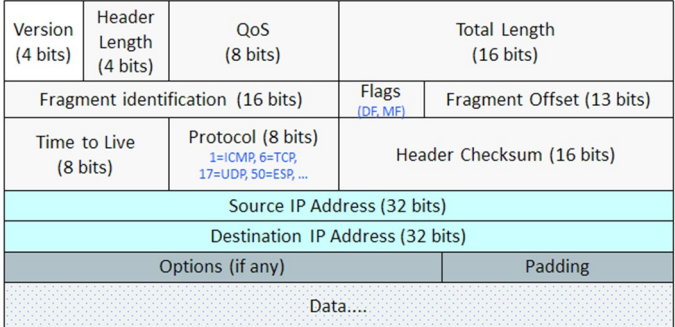 Version
(4 bits)
Header
Length
(4 bits)
QoS
(8 bits)
Total Length
(16 bits)
Fragment identification (16 bits)
Flags
(DF, MF)
Fragment Offset (13 bits)
Time to Live
(8 bits)
Protocol (8 bits)
1=ICMP, 6=TCP,
17=UDP, 50=ESP, ...
Header Checksum (16 bits)
Source IP Address (32 bits)
Destination IP Address (32 bits)
Options (if any)
Padding
Data....